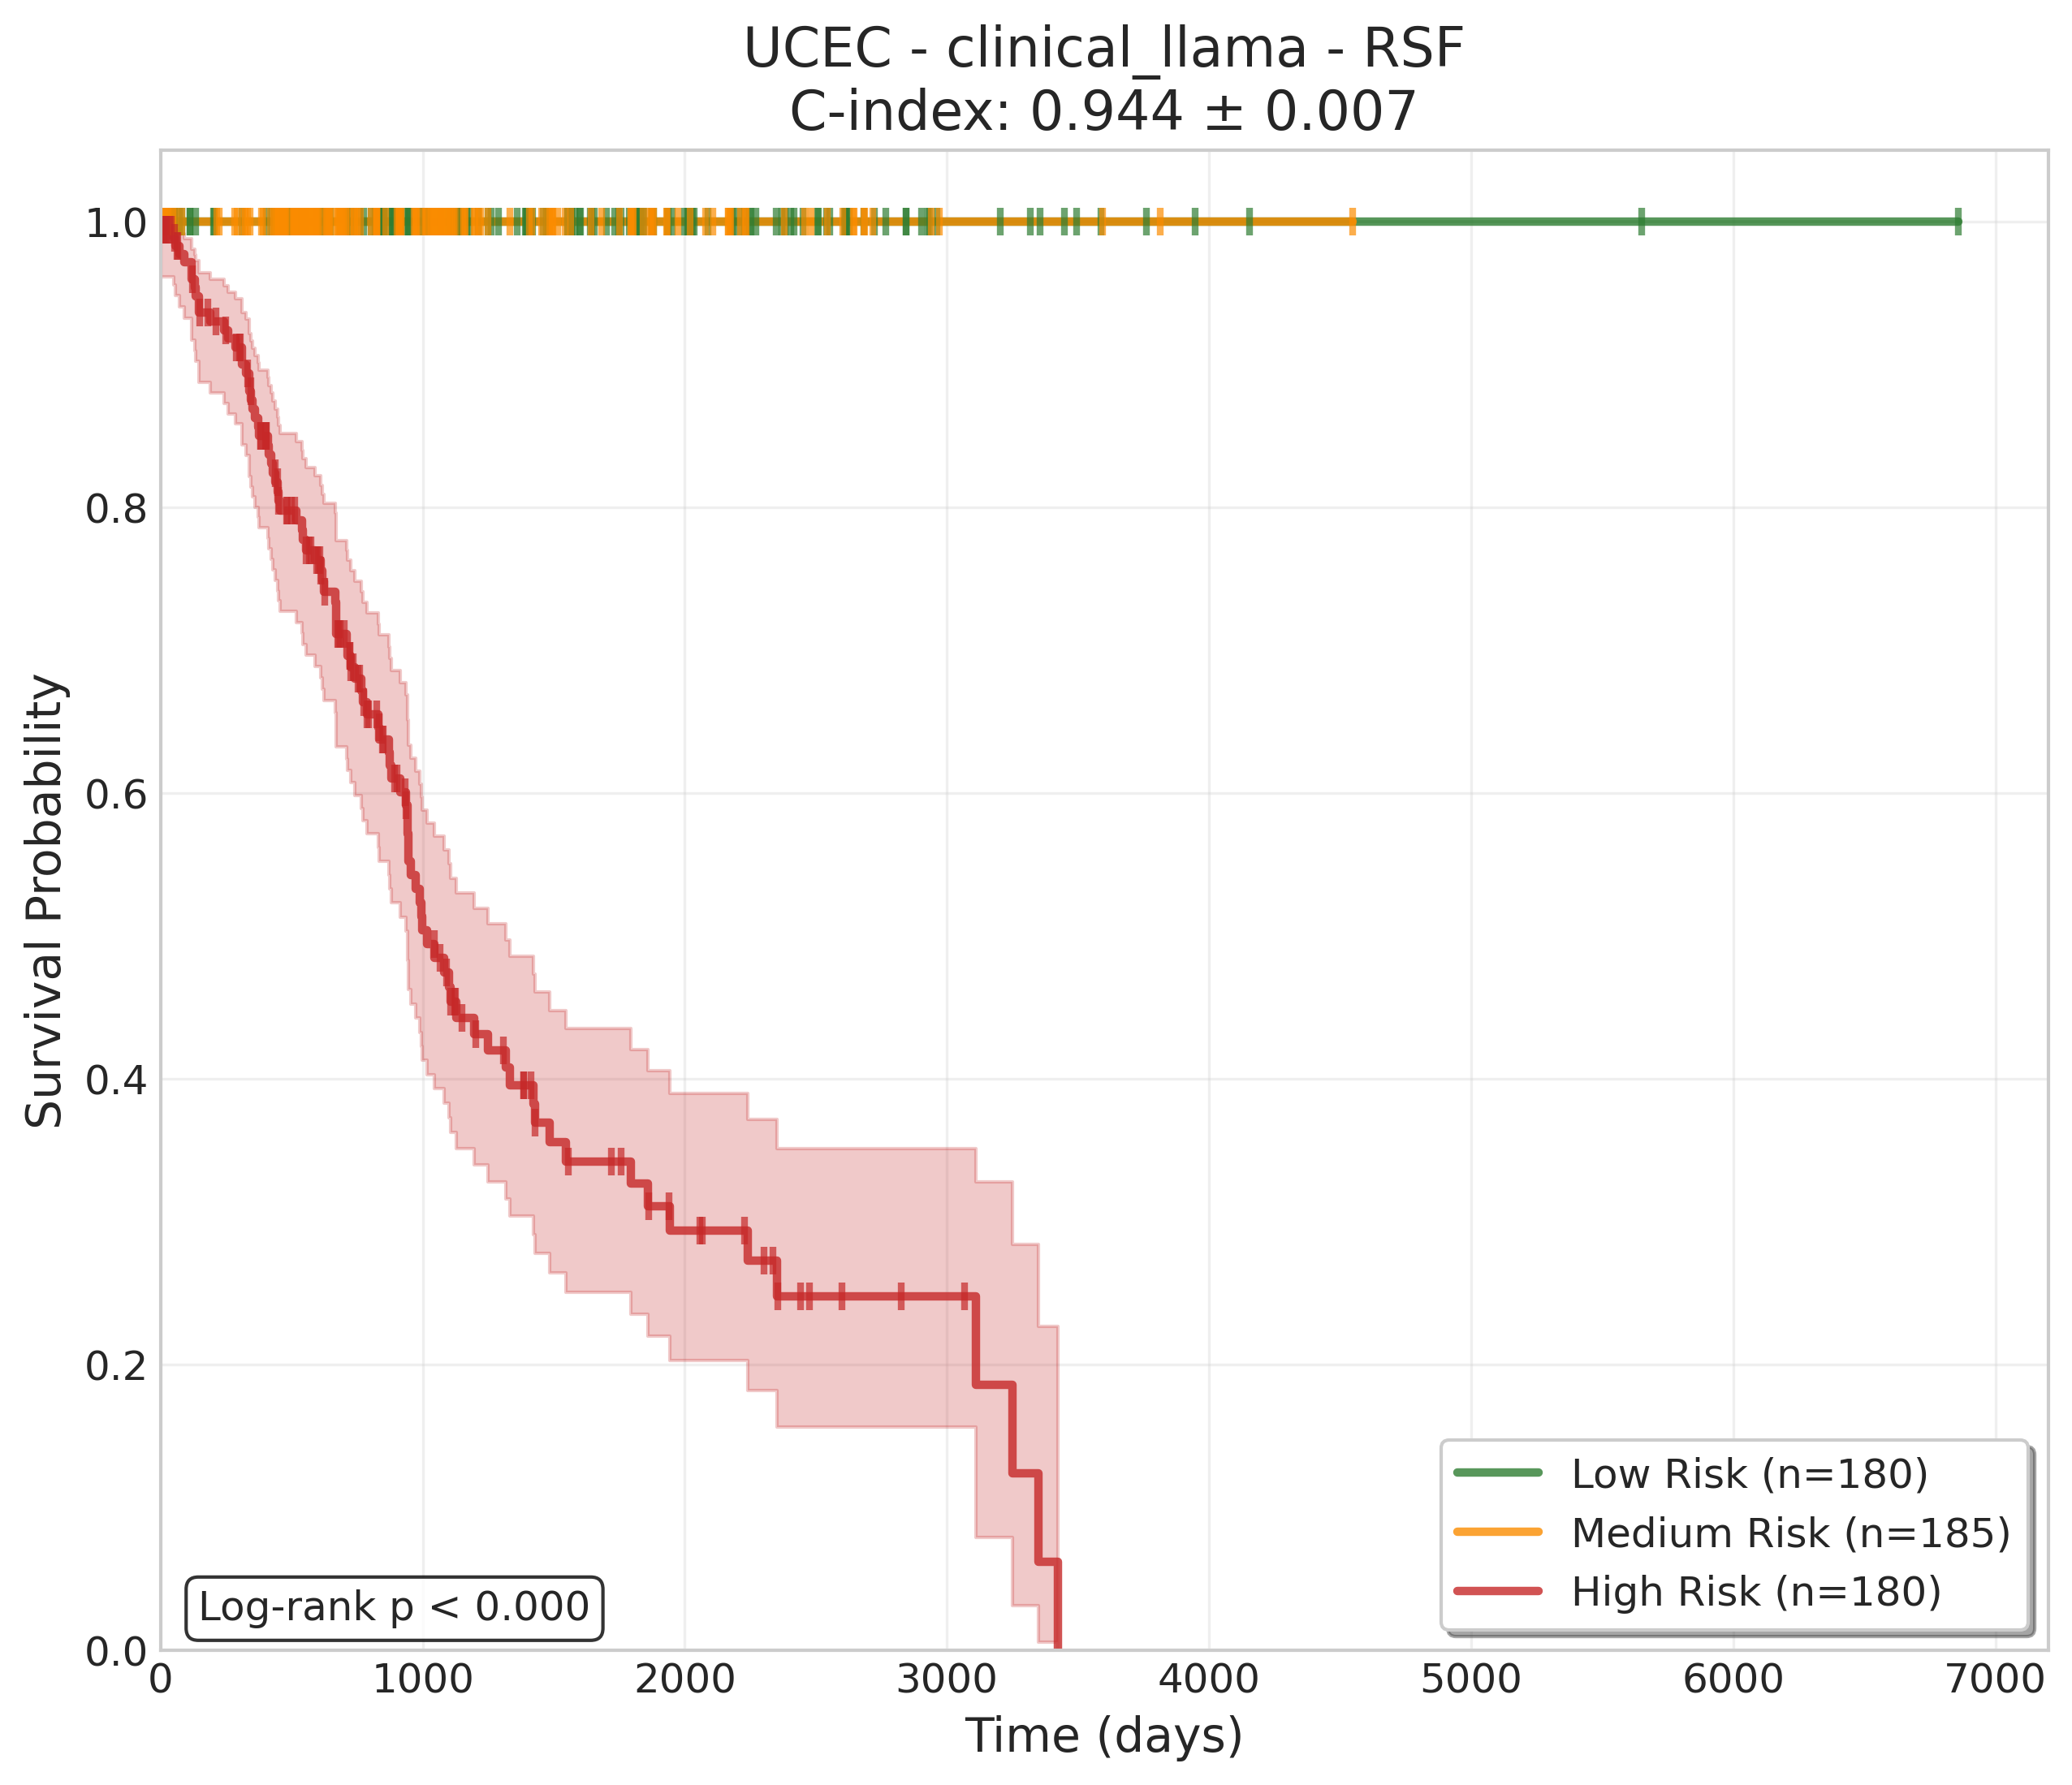 UCEC - clinical_llama - RSF
C-index: 0.944 ± 0.007
Survival Probability
1.0
0.8
0.6
0.4
0.2
0.0
Log-rank p < 0.000
Low Risk (n=180)
Medium Risk (n=185)
High Risk (n=180)
0 1000 2000 3000 4000 5000 6000 7000
Time (days)